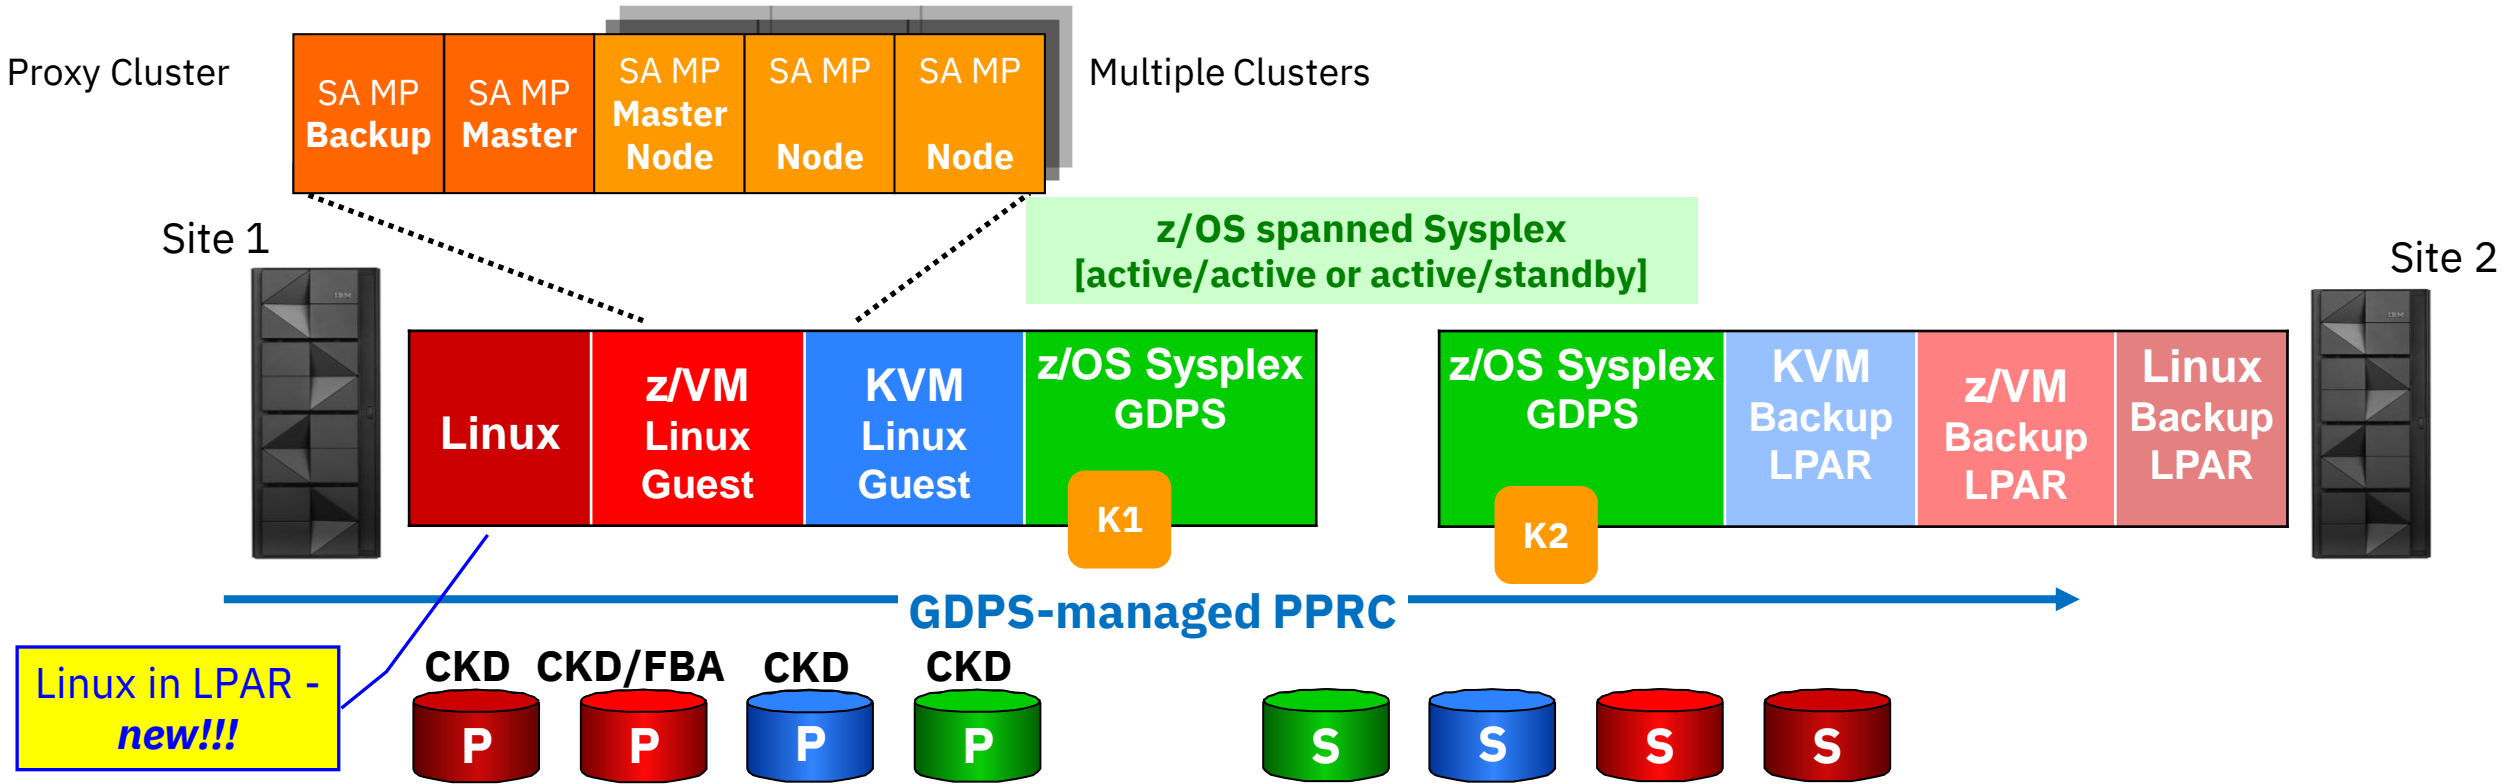 Proxy Cluster
SA MP
Backup
SA MP
Master
SA MP
Master
Node
SA MP
Node
SA MP
Node
Multiple Clusters
z/OS spanned Sysplex
[active/active or active/standby]
Site 1
Site 2
IBM
IBM
Linux
z/VM
Linux
Guest
KVM
Linux
Guest
z/OS Sysplex
GDPS
K1
z/OS Sysplex
GDPS
K2
KVM
Backup
LPAR
z/VM
Backup
LPAR
Linux
Backup
LPAR
GDPS-managed PPRC
Linux in LPAR -
new!!!
CKD
CKD/FBA
CKD
CKD
P
P
P
P
S
S
S
S